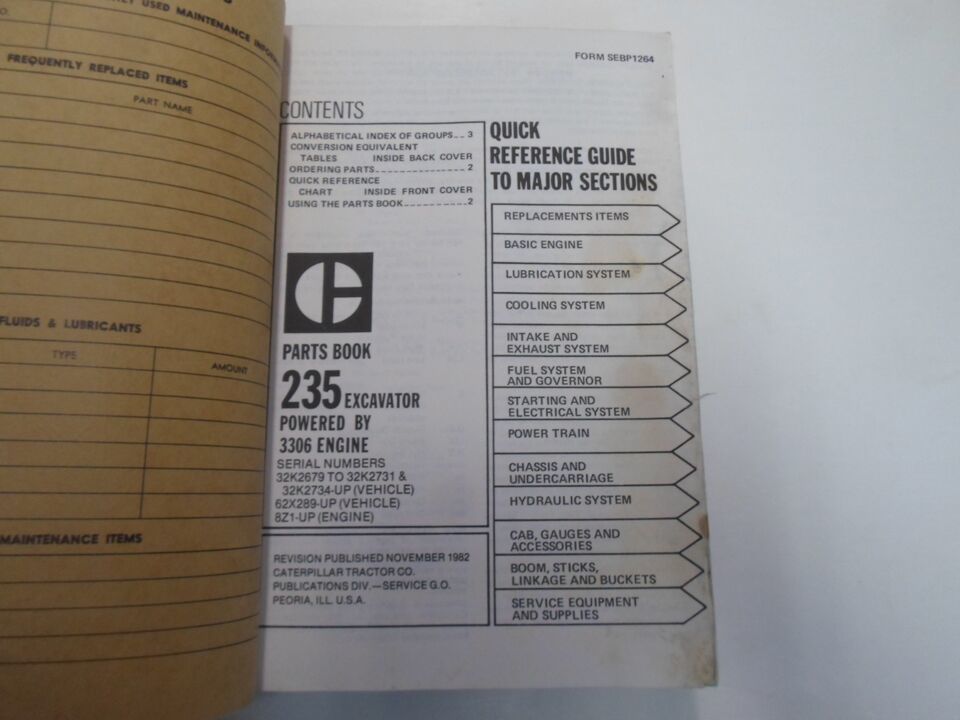 USED MAINTENANCE
O.
FREQUENTLY REPLACED ITEMS
PART NAME
FLUIDS & LUBRICANTS
TYPE
AMOUNT
MAINTENANCE ITEMS
FORM SEBP1264
CONTENTS
ALPHABETICAL INDEX OF GROUPS__ 3
CONVERSION EQUIVALENT
TABLES INSIDE BACK COVER
ORDERING PARTS_______________ 2
QUICK REFERENCE
CHART INSIDE FRONT COVER
USING THE PARTS BOOK__________2
PARTS BOOK
235 EXCAVATOR
POWERED BY
3306 ENGINE
SERIAL NUMBERS
32K2679 TO 32K2731 &
32K2734-UP (VEHICLE)
62X289-UP (VEHICLE)
8Z1-UP (ENGINE)
REVISION PUBLISHED NOVEMBER 1982
CATERPILLAR TRACTOR CO.
PUBLICATIONS DIV.—SERVICE G.O.
PEORIA, ILL. U.S.A.
QUICK
REFERENCE GUIDE
TO MAJOR SECTIONS
REPLACEMENTS ITEMS
BASIC ENGINE
LUBRICATION SYSTEM
COOLING SYSTEM
INTAKE AND
EXHAUST SYSTEM
FUEL SYSTEM
AND GOVERNOR
STARTING AND
ELECTRICAL SYSTEM
POWER TRAIN
CHASSIS AND
UNDERCARRIAGE
HYDRAULIC SYSTEM
CAB, GAUGES AND
ACCESSORIES
BOOM, STICKS,
LINKAGE AND BUCKETS
SERVICE EQUIPMENT
AND SUPPLIES